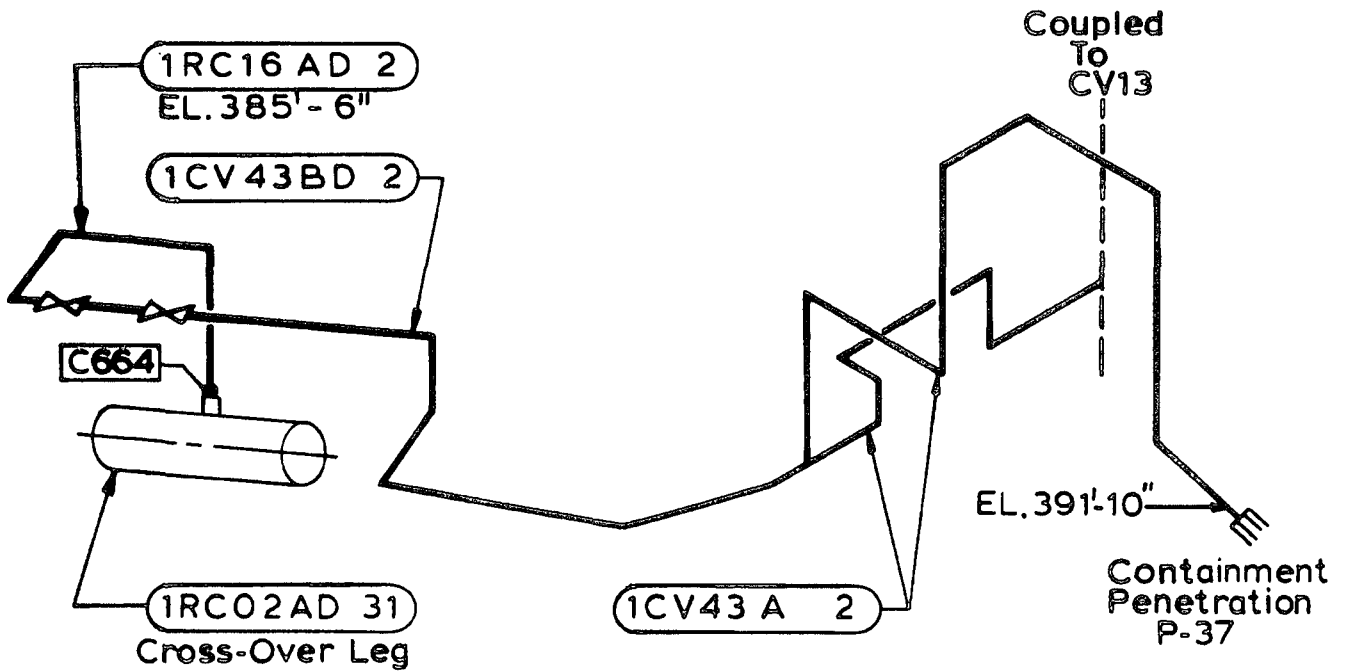 1RC16 AD 2
EL. 385'- 6"
1CV43BD 2
C664
1RC02AD 31
Cross-Over Leg
1CV43 A 2
Coupled
To
CV13
EL. 391'-10"
Containment
Penetration
P-37